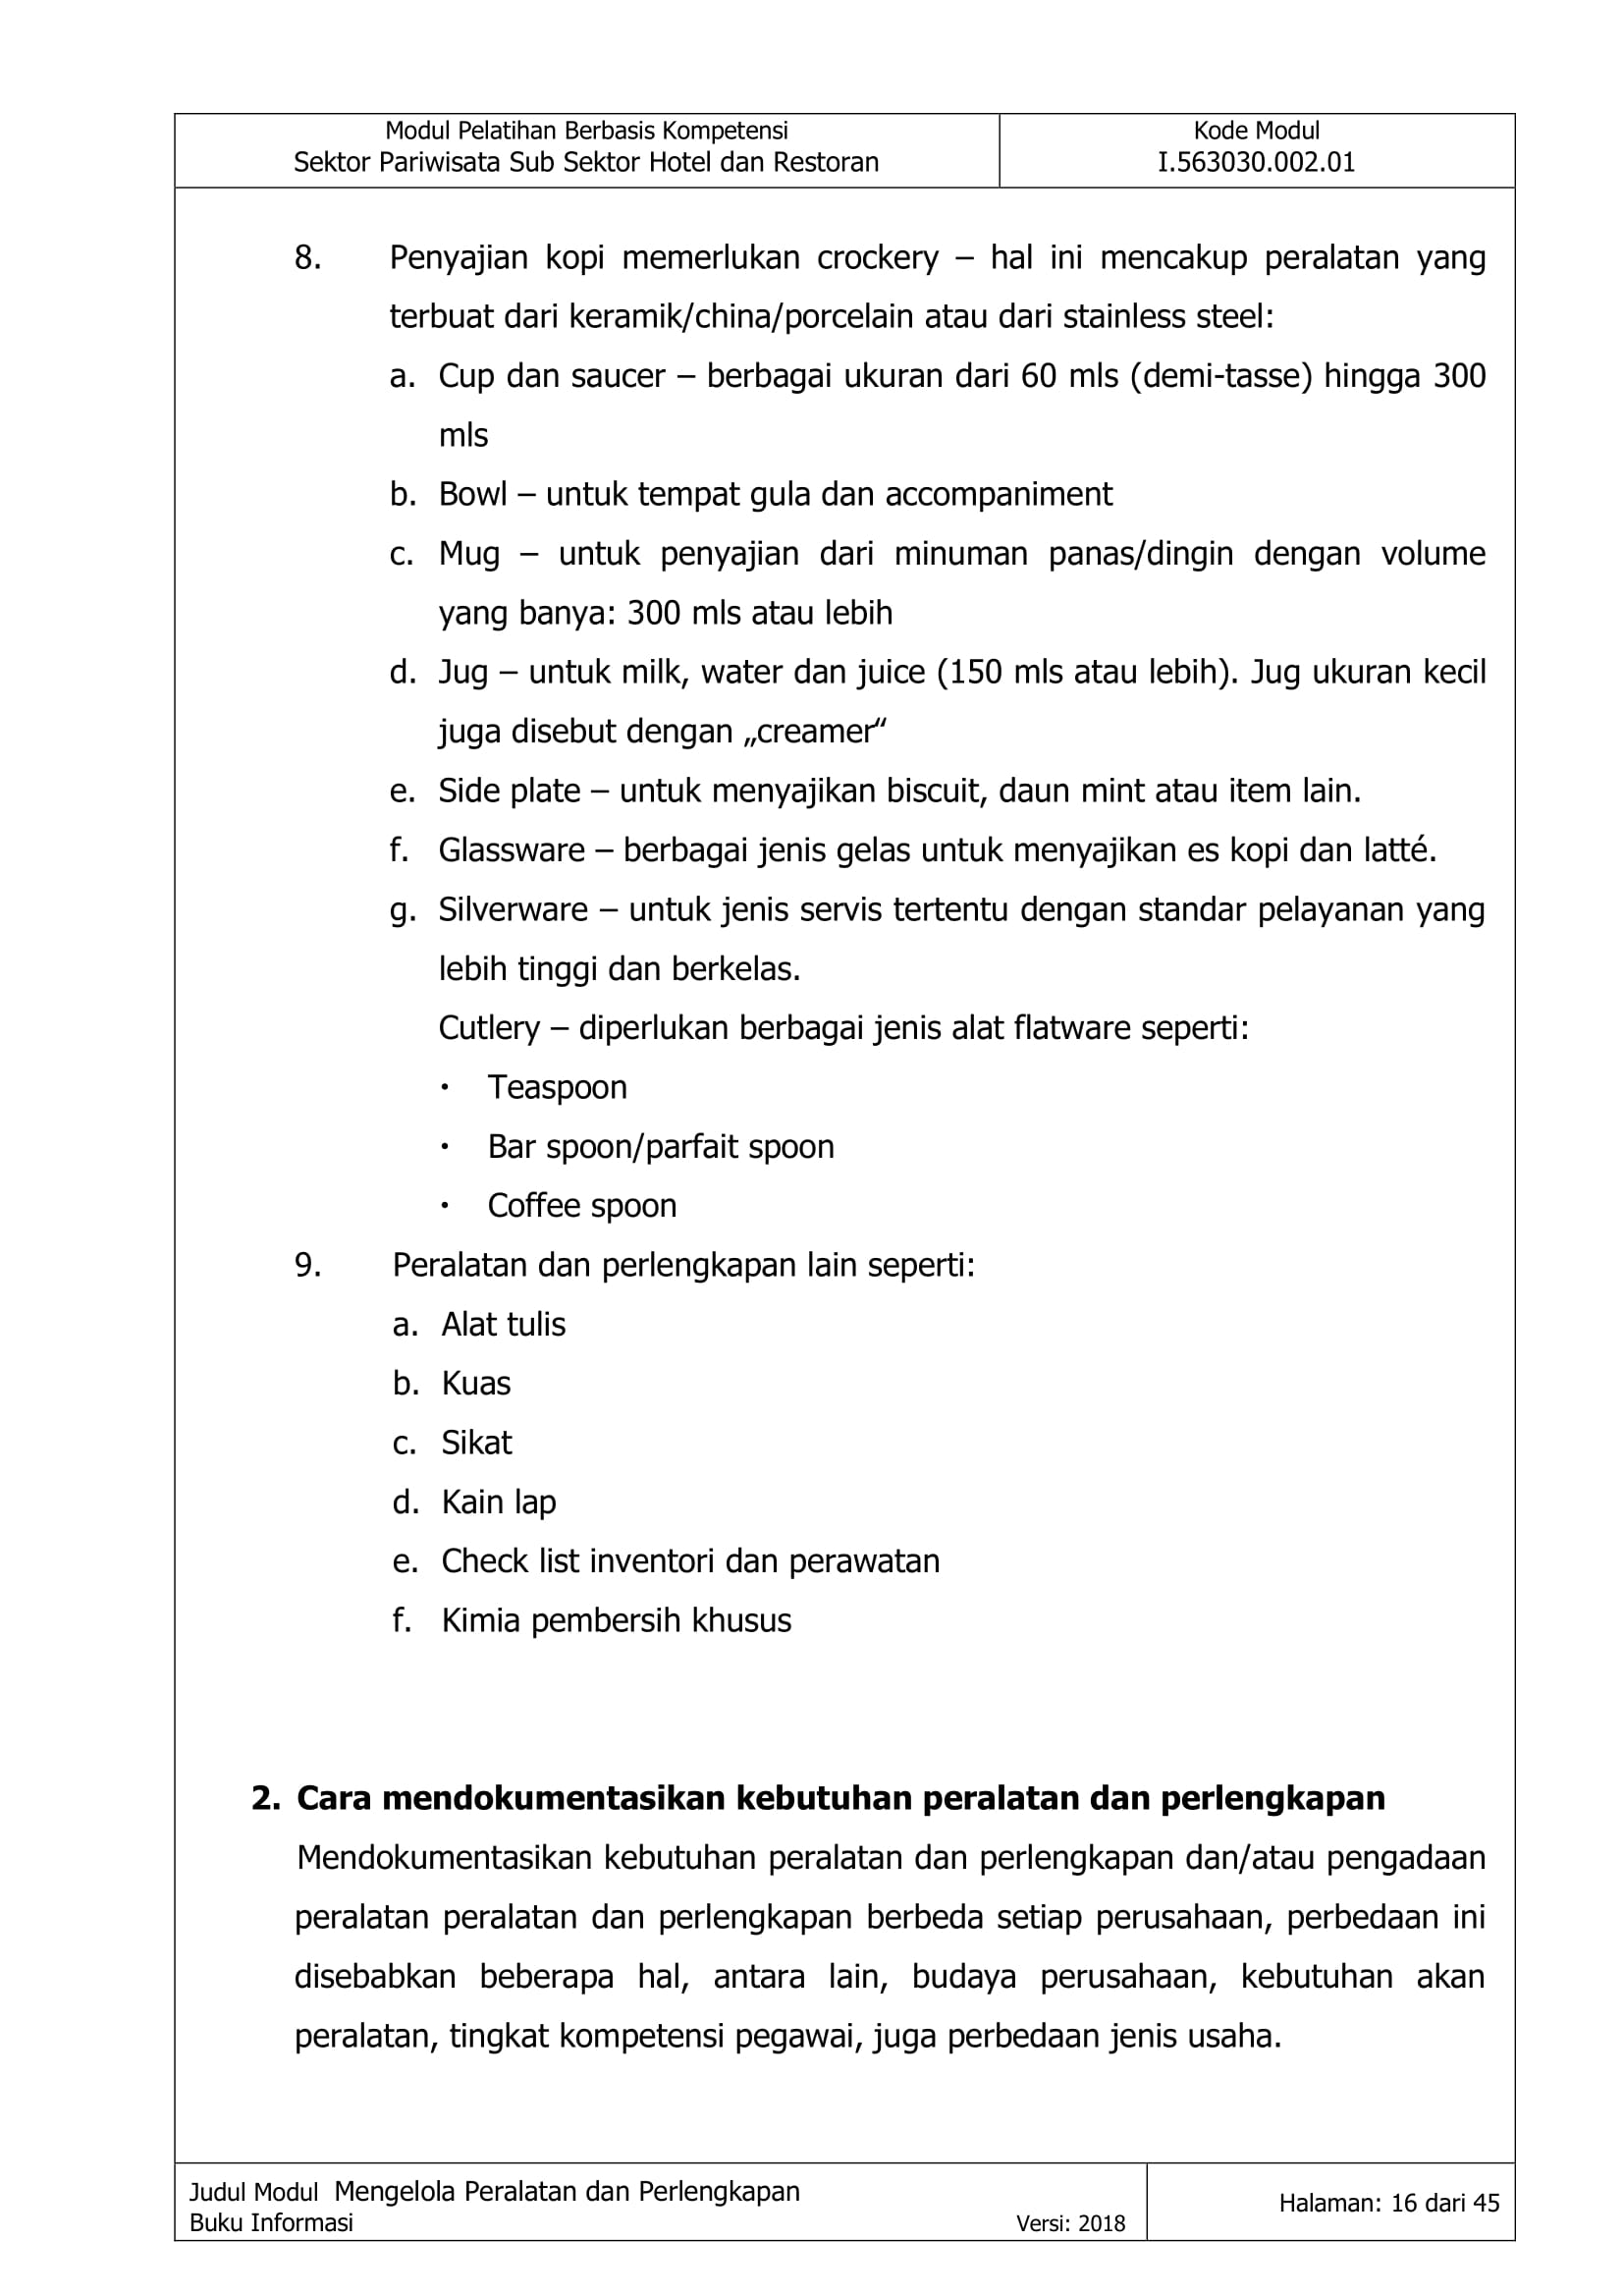 Modul Pelatihan Berbasis Kompetensi
Sektor Pariwisata Sub Sektor Hotel dan Restoran
Kode Modul
I.563030.002.01
8. Penyajian kopi memerlukan crockery – hal ini mencakup peralatan yang
terbuat dari keramik/china/porcelain atau dari stainless steel:
a. Cup dan saucer – berbagai ukuran dari 60 mls (demi-tasse) hingga 300
mls
b. Bowl – untuk tempat gula dan accompaniment
c. Mug – untuk penyajian dari minuman panas/dingin dengan volume
yang banya: 300 mls atau lebih
d. Jug – untuk milk, water dan juice (150 mls atau lebih). Jug ukuran kecil
juga disebut dengan „creamer“
e. Side plate – untuk menyajikan biscuit, daun mint atau item lain.
f. Glassware – berbagai jenis gelas untuk menyajikan es kopi dan latté.
g. Silverware – untuk jenis servis tertentu dengan standar pelayanan yang
lebih tinggi dan berkelas.
Cutlery – diperlukan berbagai jenis alat flatware seperti:
• Teaspoon
• Bar spoon/parfait spoon
• Coffee spoon
9. Peralatan dan perlengkapan lain seperti:
a. Alat tulis
b. Kuas
c. Sikat
d. Kain lap
e. Check list inventori dan perawatan
f. Kimia pembersih khusus
2. Cara mendokumentasikan kebutuhan peralatan dan perlengkapan
Mendokumentasikan kebutuhan peralatan dan perlengkapan dan/atau pengadaan
peralatan peralatan dan perlengkapan berbeda setiap perusahaan, perbedaan ini
disebabkan beberapa hal, antara lain, budaya perusahaan, kebutuhan akan
peralatan, tingkat kompetensi pegawai, juga perbedaan jenis usaha.
Judul Modul Mengelola Peralatan dan Perlengkapan
Buku Informasi
Versi: 2018
Halaman: 16 dari 45